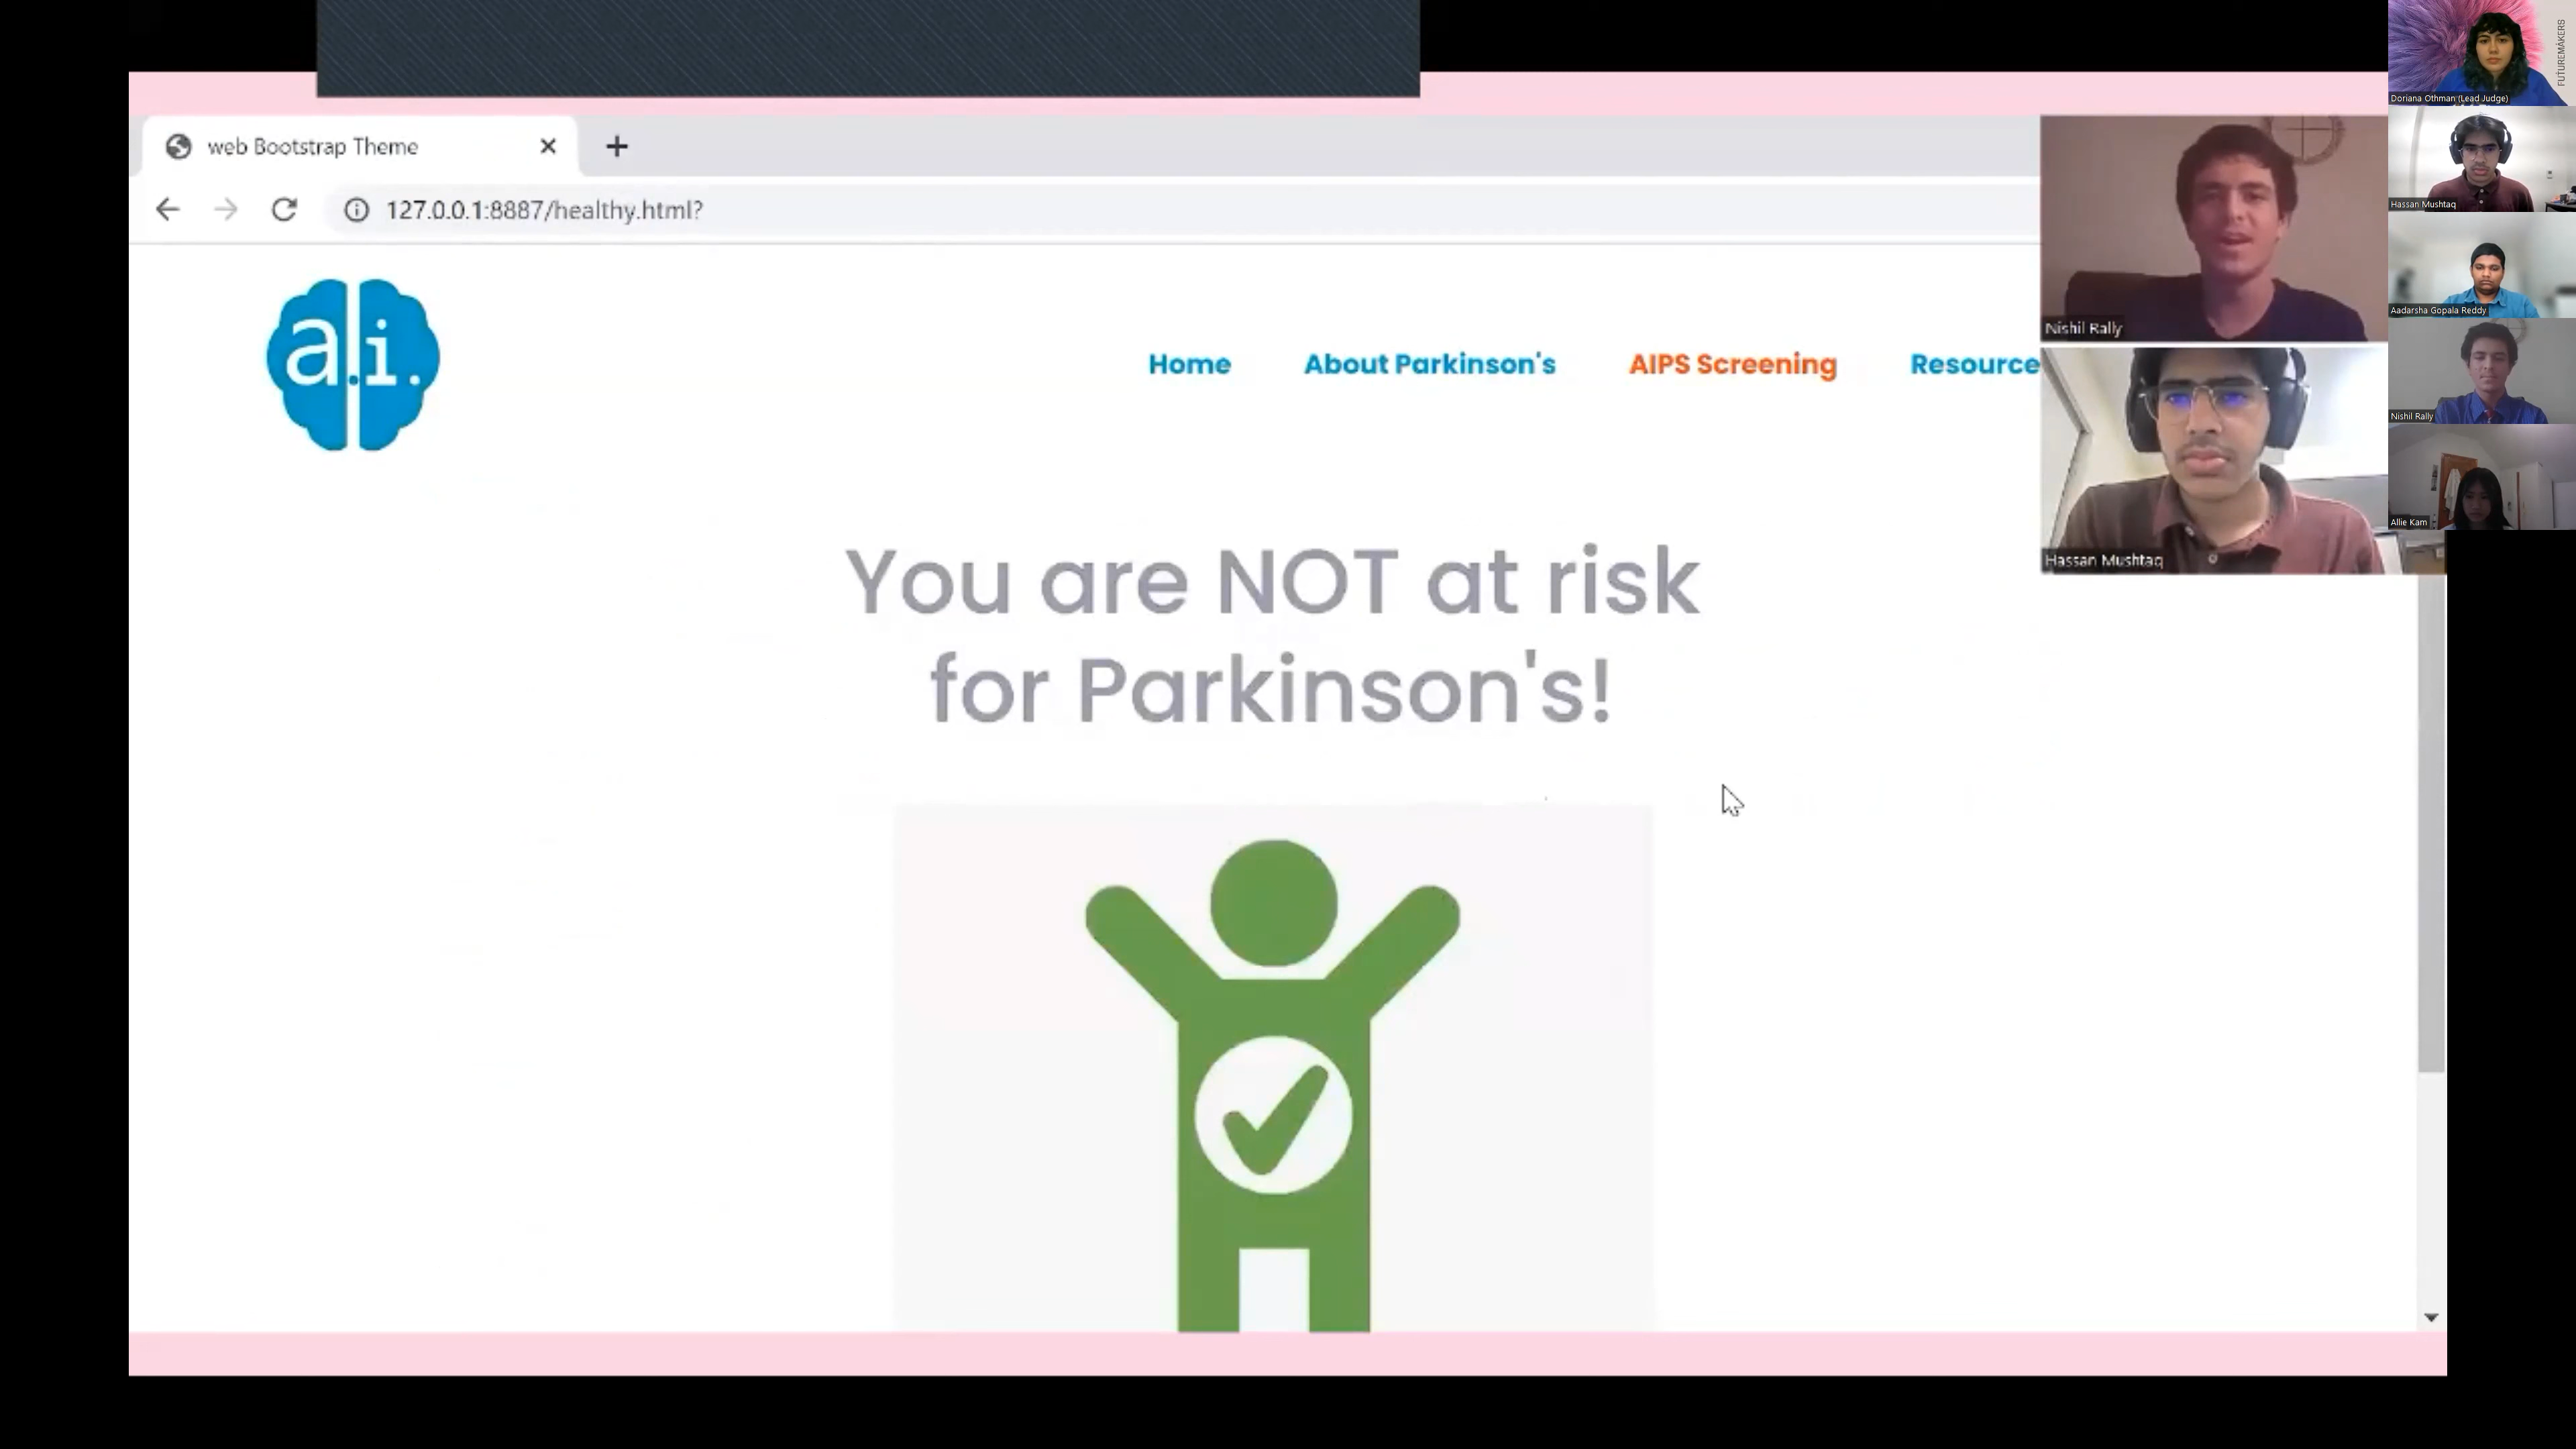 web Bootstrap Theme
127.0.0.1:8887/healthy.html?
a.i.
Home About Parkinson's AIPS Screening Resource
You are NOT at risk
for Parkinson's!
Nishil Rally
Hassan Mushtaq
FUTUREMAKERS
Doriana Othman (Lead Judge)
Hassan Mushtaq
Aadarsha Gopala Reddy
Nishil Rally
Allie Kam